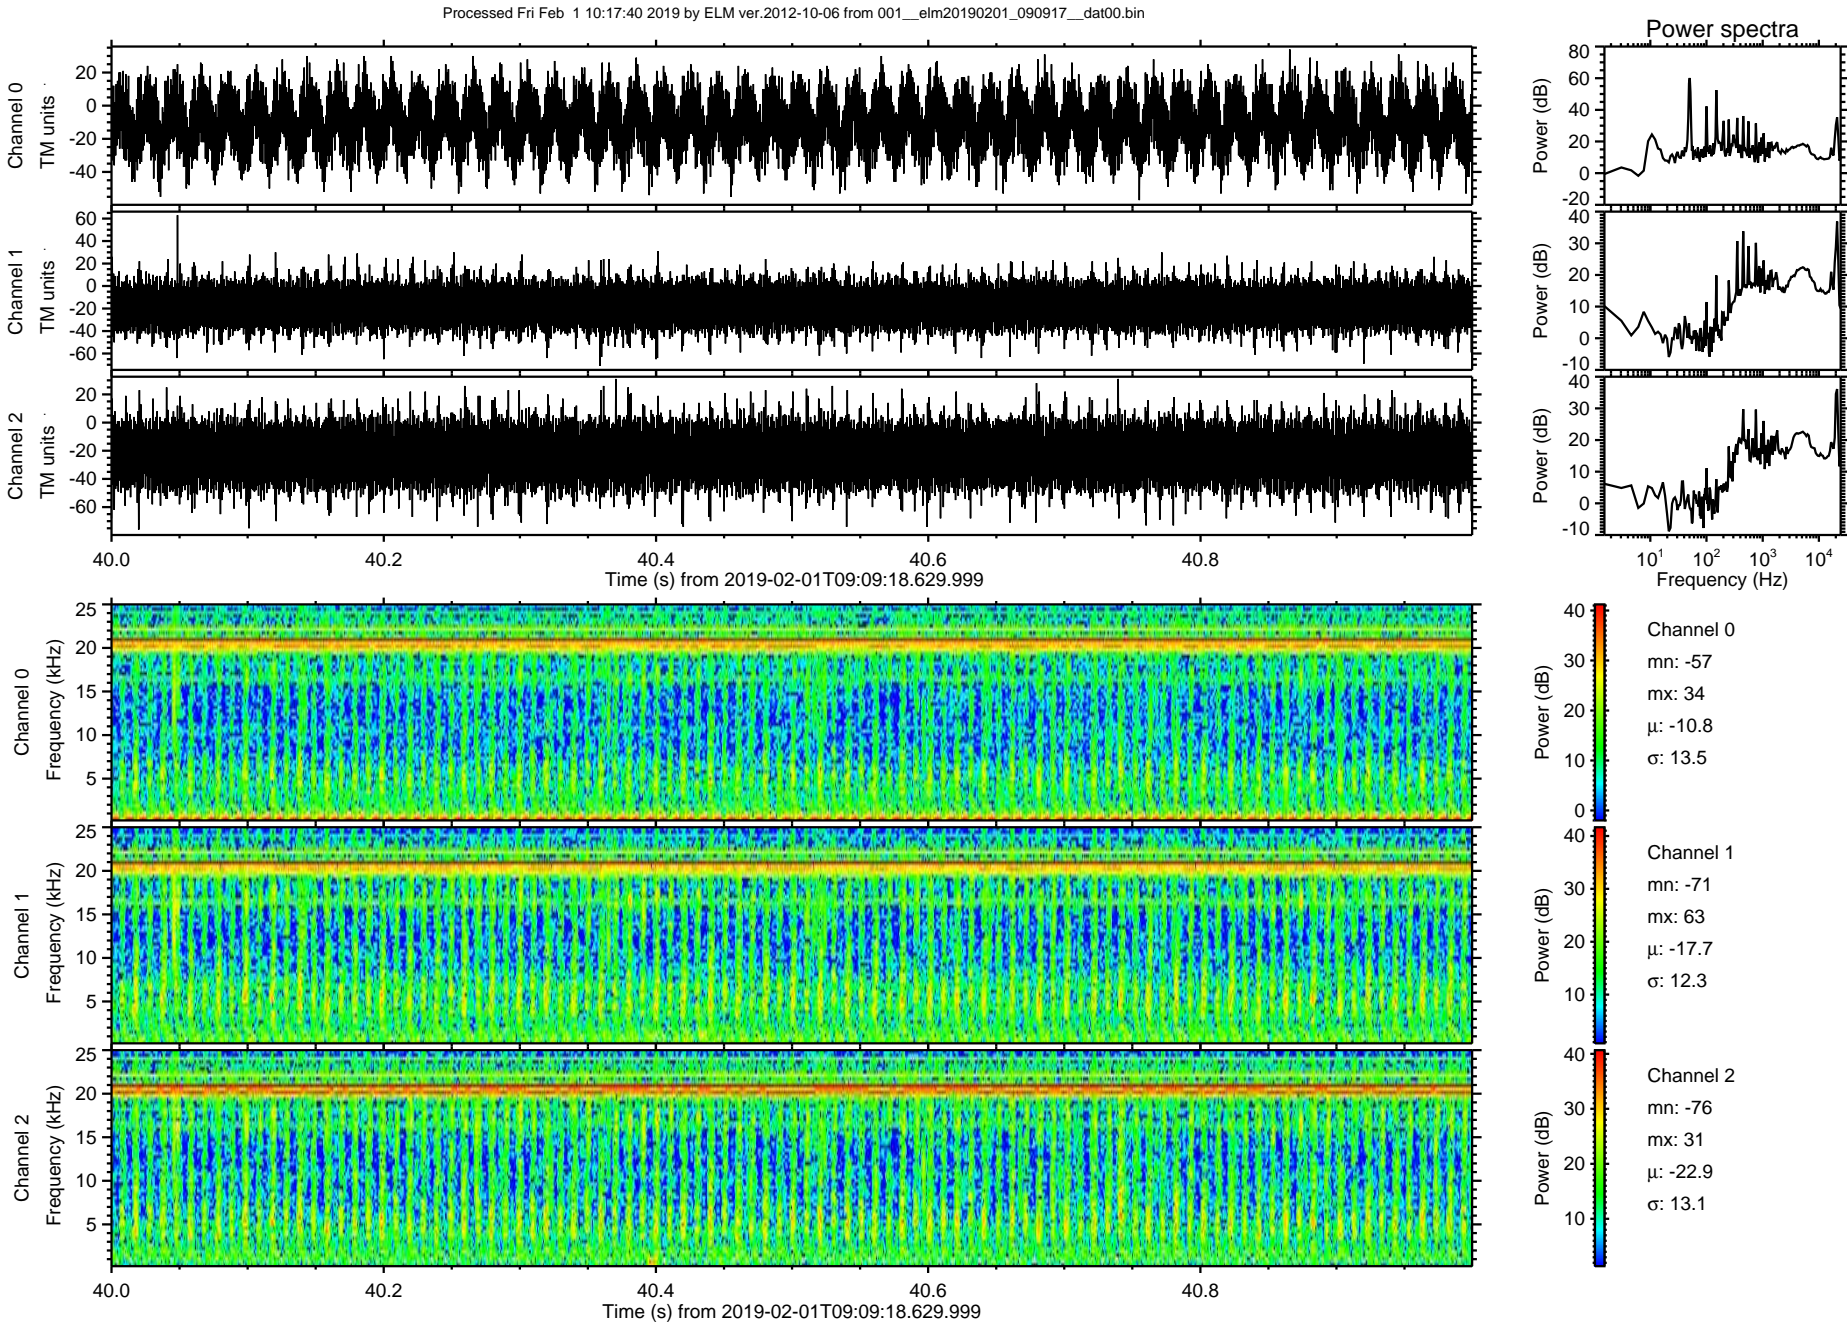 Processed Fri Feb  1 10:17:40 2019 by ELM ver.2012-10-06 from 001__elm20190201_090917__dat00.bin
Power spectra
Channel 0
TM units
20
0
-20
-40
Power (dB)
80
60
40
20
0
-20
Channel 1
TM units
60
40
20
0
-20
-40
-60
Power (dB)
40
30
20
10
0
-10
Channel 2
TM units
20
0
-20
-40
-60
Power (dB)
40
30
20
10
0
-10
40.0 40.2 40.4 40.6 40.8
Time (s) from 2019-02-01T09:09:18.629.999
10^1 10^2 10^3 10^4
Frequency (Hz)
Channel 0
Frequency (kHz)
25
20
15
10
5
Power (dB)
40
30
20
10
0
Channel 0
mn: -57
mx: 34
μ: -10.8
σ: 13.5
Channel 1
Frequency (kHz)
25
20
15
10
5
Power (dB)
40
30
20
10
Channel 1
mn: -71
mx: 63
μ: -17.7
σ: 12.3
Channel 2
Frequency (kHz)
25
20
15
10
5
Power (dB)
40
30
20
10
Channel 2
mn: -76
mx: 31
μ: -22.9
σ: 13.1
40.0 40.2 40.4 40.6 40.8
Time (s) from 2019-02-01T09:09:18.629.999